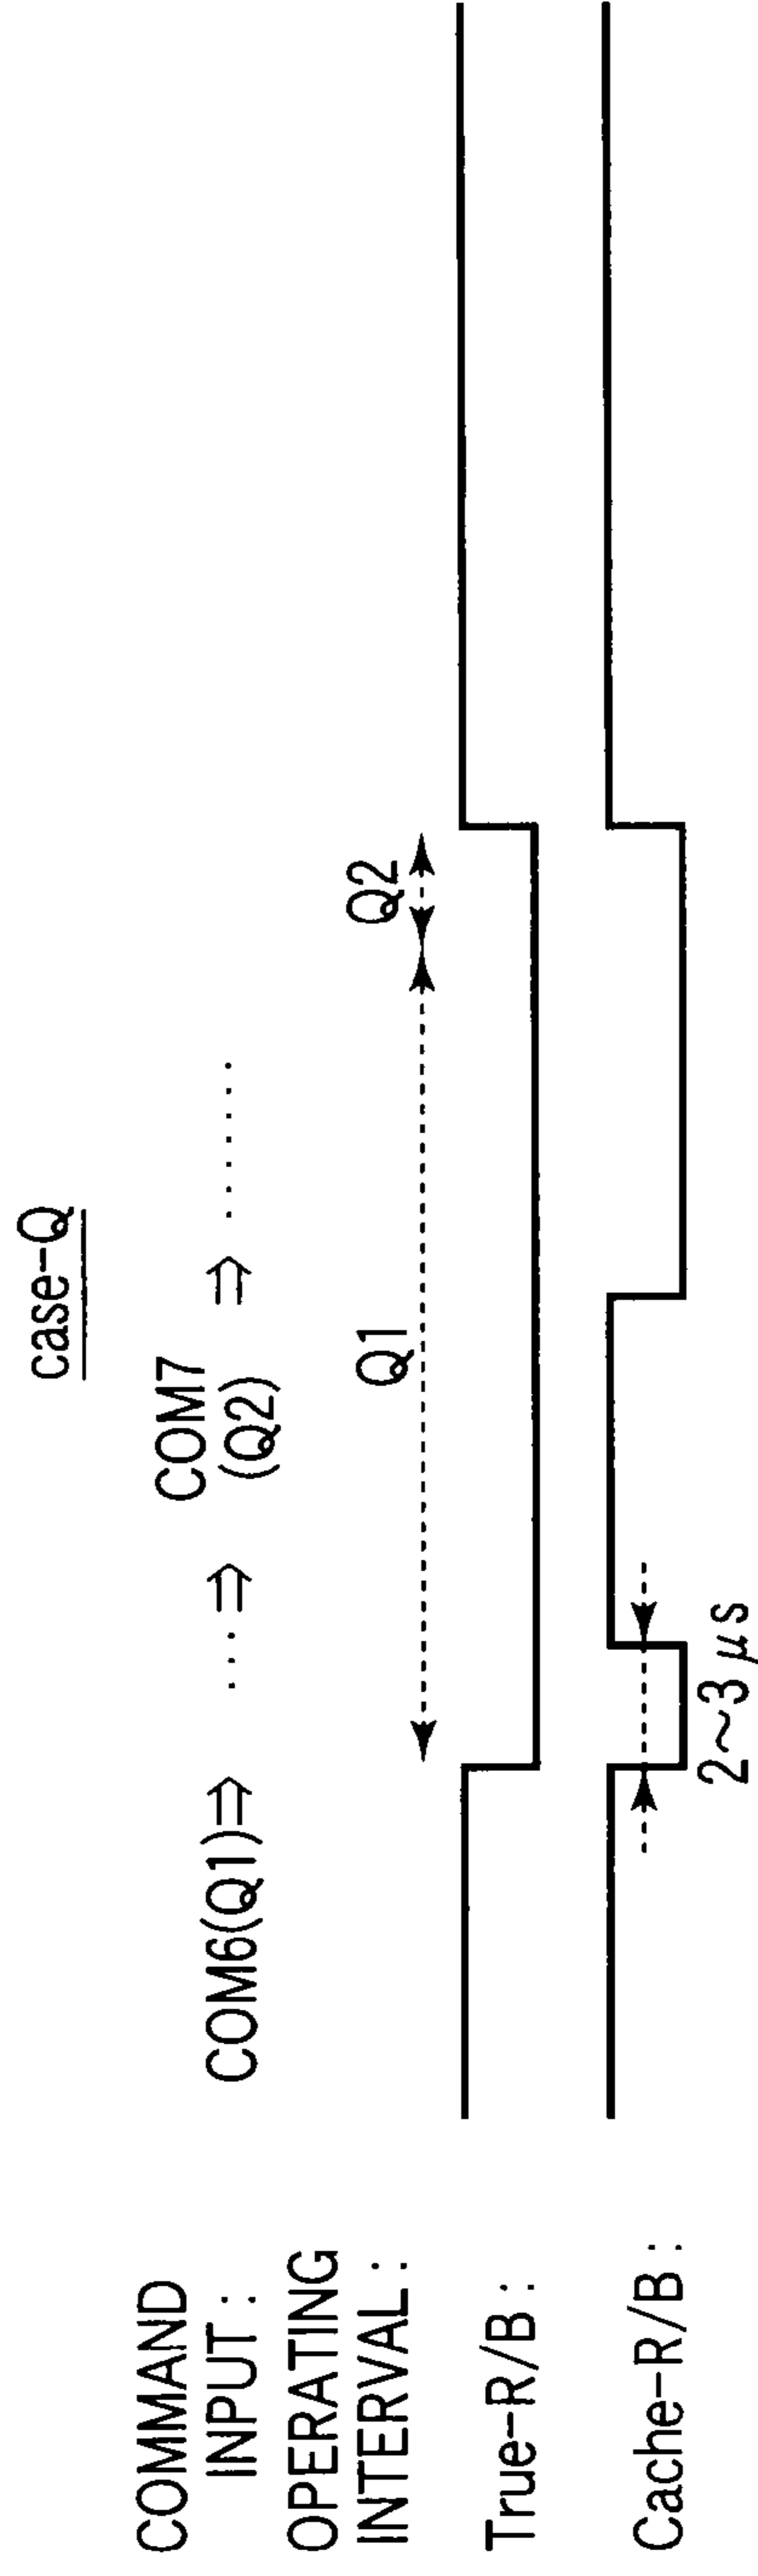 case-Q
COMMAND INPUT : COM6(Q1)⇒ ··· ⇒ COM7 (Q2) ⇒ ·······
OPERATING INTERVAL : Q1 Q2
True-R/B :
Cache-R/B :
2~3 μs